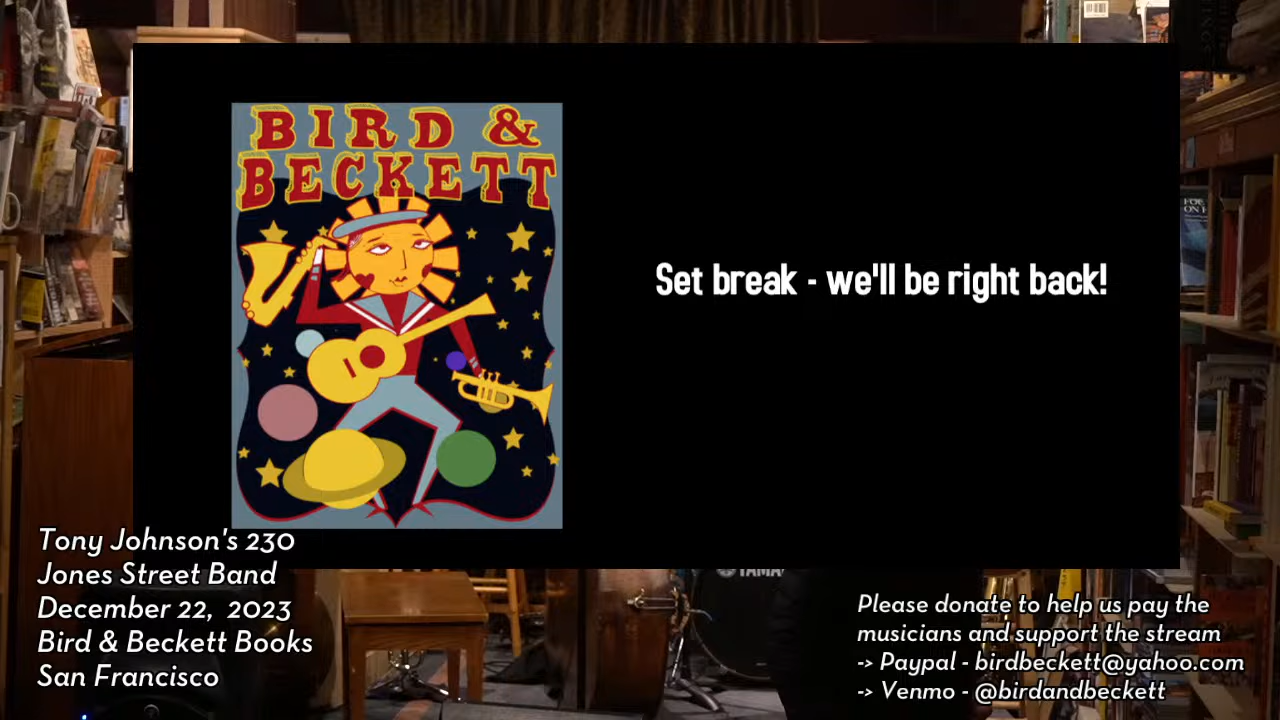 BIRD &
BECKETT
Set break - we'll be right back!
Tony Johnson's 230
Jones Street Band
December 22, 2023
Bird & Beckett Books
San Francisco
YAMA
Please donate to help us pay the
musicians and support the stream
-> Paypal - birdbeckett@yahoo.com
-> Venmo - @birdandbeckett